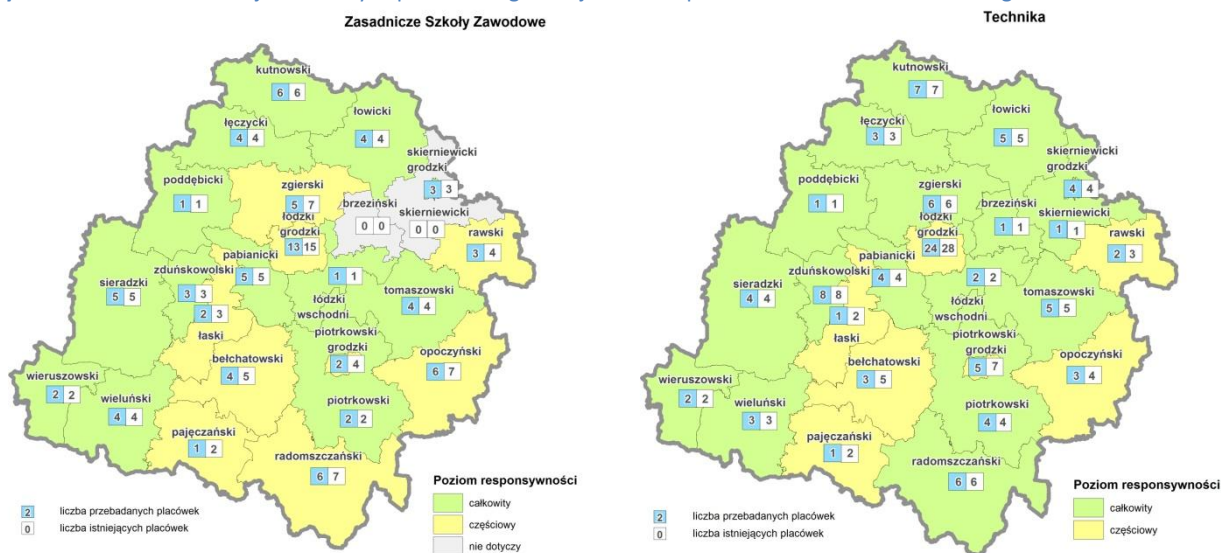 Zasadnicze Szkoły Zawodowe
kutnowski
6 6
łęczycki
4 4
łowicki
4 4
skierniewicki
grodzki
3 3
poddębicki
1 1
zgierski
5 7
brzeziński
0 0
skierniewicki
0 0
łódzki
grodzki
13 15
rawski
3 4
pabianicki
5 5
zduńskowolski
3 3
2 3
sieradzki
5 5
1 1
łódzki
wschodni
tomaszowski
4 4
łaski
piotrkowski
grodzki
2 4
bełchatowski
4 5
opoczyński
6 7
wieruszowski
2 2
wieluński
4 4
piotrkowski
2 2
pajęczański
1 2
radomszczański
6 7
Poziom responsywności
całkowity
częściowy
nie dotyczy
2 liczba przebadanych placówek
0 liczba istniejących placówek
Technika
kutnowski
7 7
łęczycki
3 3
łowicki
5 5
skierniewicki
grodzki
4 4
poddębicki
1 1
zgierski
6 6
brzeziński
1 1
skierniewicki
1 1
łódzki
grodzki
24 28
rawski
2 3
pabianicki
4 4
zduńskowolski
8 8
1 2
sieradzki
4 4
2 2
łódzki
wschodni
tomaszowski
5 5
łaski
piotrkowski
grodzki
5 7
bełchatowski
3 5
opoczyński
3 4
wieruszowski
2 2
wieluński
3 3
piotrkowski
4 4
pajęczański
1 2
radomszczański
6 6
Poziom responsywności
całkowity
częściowy
2 liczba przebadanych placówek
0 liczba istniejących placówek